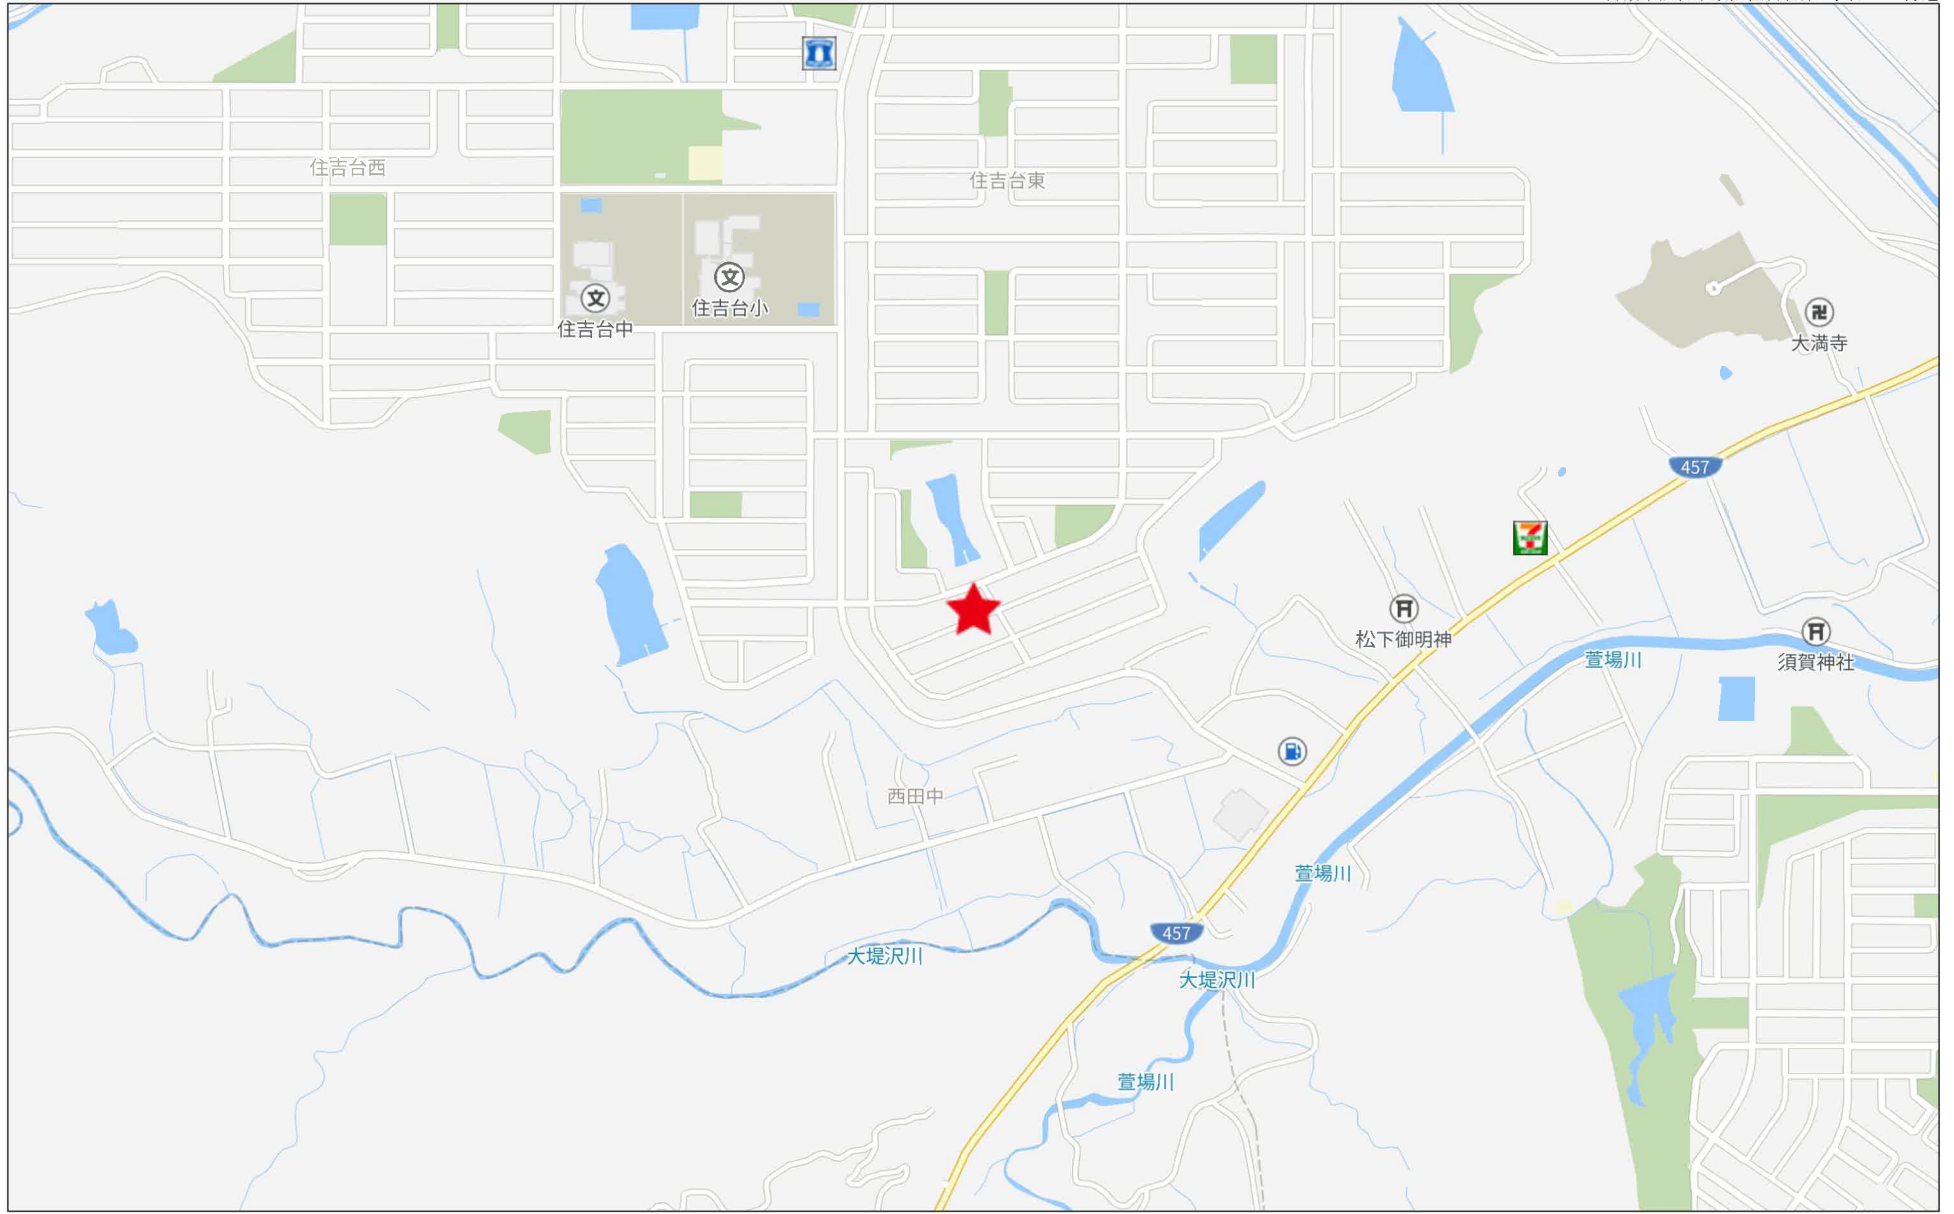 住吉台西
住吉台東
住吉台小
住吉台中
大満寺
457
松下御明神
萱場川
須賀神社
西田中
萱場川
457
大堤沢川
大堤沢川
萱場川